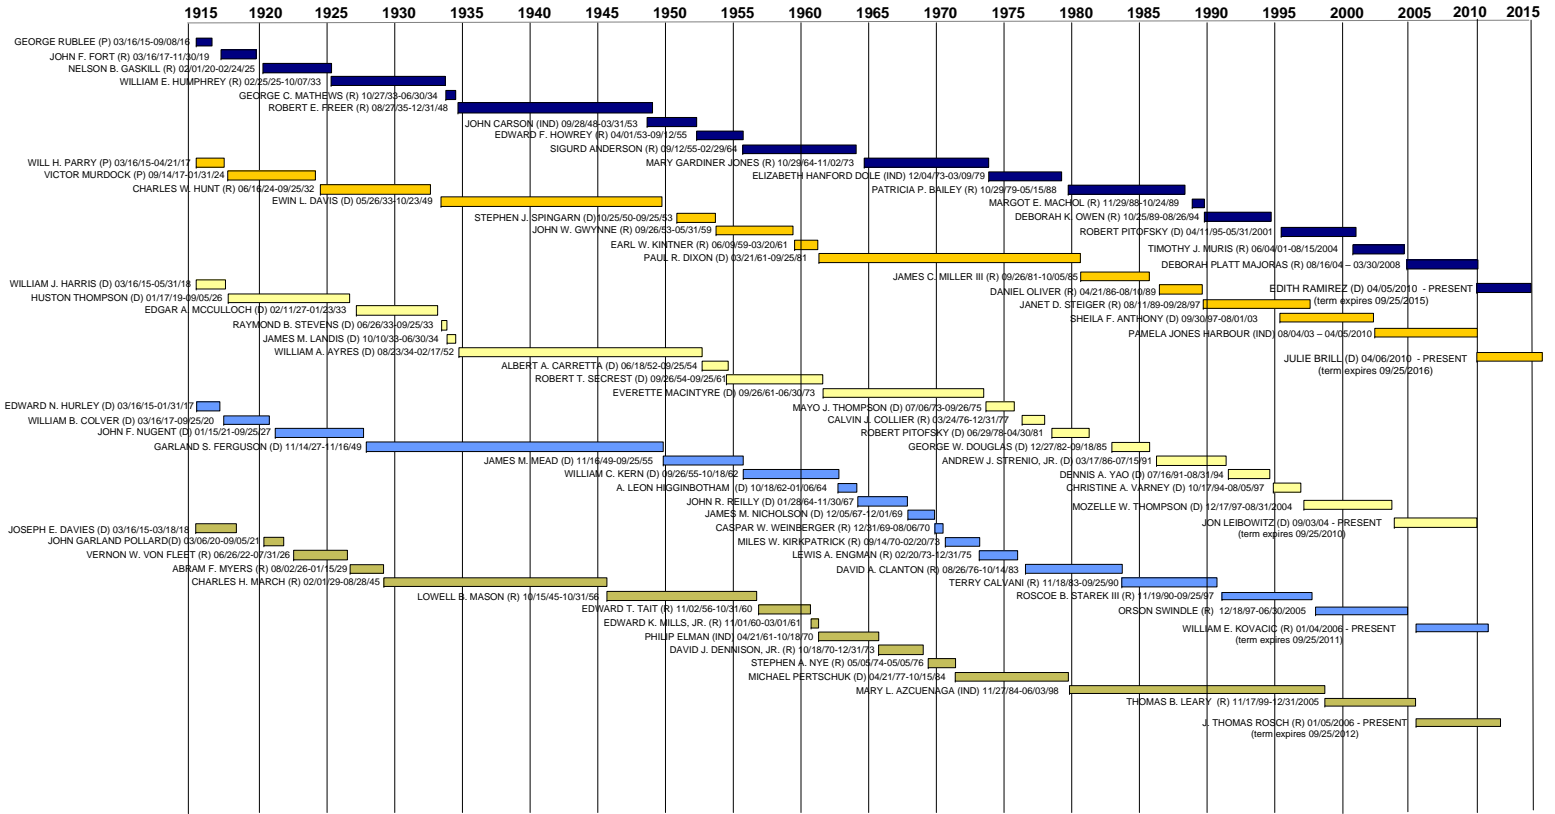 1915 1920 1925 1930 1935 1940 1945 1950 1955 1960 1965 1970 1975 1980 1985 1990 1995 2000 2005 2010 2015
GEORGE RUBLEE (P) 03/16/15-09/08/16
JOHN F. FORT (R) 03/16/17-11/30/19
NELSON B. GASKILL (R) 02/01/20-02/24/25
WILLIAM E. HUMPHREY (R) 02/25/25-10/07/33
GEORGE C. MATHEWS (R) 10/27/33-06/30/34
ROBERT E. FREER (R) 08/27/35-12/31/48
JOHN CARSON (IND) 09/28/48-03/31/53
EDWARD F. HOWREY (R) 04/01/53-09/12/55
SIGURD ANDERSON (R) 09/12/55-02/29/64
MARY GARDINER JONES (R) 10/29/64-11/02/73
ELIZABETH HANFORD DOLE (IND) 12/04/73-03/09/79
PATRICIA P. BAILEY (R) 10/29/79-05/15/88
MARGOT E. MACHOL (R) 11/29/88-10/24/89
DEBORAH K. OWEN (R) 10/25/89-08/26/94
ROBERT PITOFSKY (D) 04/11/95-05/31/2001
TIMOTHY J. MURIS (R) 06/04/01-08/15/2004
DEBORAH PLATT MAJORAS (R) 08/16/04 – 03/30/2008
EDITH RAMIREZ (D) 04/05/2010 - PRESENT
(term expires 09/25/2015)
WILL H. PARRY (P) 03/16/15-04/21/17
VICTOR MURDOCK (P) 09/14/17-01/31/24
CHARLES W. HUNT (R) 06/16/24-09/25/32
EWIN L. DAVIS (D) 05/26/33-10/23/49
STEPHEN J. SPINGARN (D)10/25/50-09/25/53
JOHN W. GWYNNE (R) 09/26/53-05/31/59
EARL W. KINTNER (R) 06/09/59-03/20/61
PAUL R. DIXON (D) 03/21/61-09/25/81
JAMES C. MILLER III (R) 09/26/81-10/05/85
DANIEL OLIVER (R) 04/21/86-08/10/89
JANET D. STEIGER (R) 08/11/89-09/28/97
SHEILA F. ANTHONY (D) 09/30/97-08/01/03
PAMELA JONES HARBOUR (IND) 08/04/03 – 04/05/2010
JULIE BRILL (D) 04/06/2010 - PRESENT
(term expires 09/25/2016)
WILLIAM J. HARRIS (D) 03/16/15-05/31/18
HUSTON THOMPSON (D) 01/17/19-09/05/26
EDGAR A. MCCULLOCH (D) 02/11/27-01/23/33
RAYMOND B. STEVENS (D) 06/26/33-09/25/33
JAMES M. LANDIS (D) 10/10/33-06/30/34
WILLIAM A. AYRES (D) 08/23/34-02/17/52
ALBERT A. CARRETTA (D) 06/18/52-09/25/54
ROBERT T. SECREST (D) 09/26/54-09/25/61
EVERETTE MACINTYRE (D) 09/26/61-06/30/73
MAYO J. THOMPSON (D) 07/06/73-09/26/75
CALVIN J. COLLIER (R) 03/24/76-12/31/77
ROBERT PITOFSKY (D) 06/29/78-04/30/81
GEORGE W. DOUGLAS (D) 12/27/82-09/18/85
ANDREW J. STRENIO, JR. (D) 03/17/86-07/15/91
DENNIS A. YAO (D) 07/16/91-08/31/94
CHRISTINE A. VARNEY (D) 10/17/94-08/05/97
MOZELLE W. THOMPSON (D) 12/17/97-08/31/2004
JON LEIBOWITZ (D) 09/03/04 - PRESENT
(term expires 09/25/2010)
EDWARD N. HURLEY (D) 03/16/15-01/31/17
WILLIAM B. COLVER (D) 03/16/17-09/25/20
JOHN F. NUGENT (D) 01/15/21-09/25/27
GARLAND S. FERGUSON (D) 11/14/27-11/16/49
JAMES M. MEAD (D) 11/16/49-09/25/55
WILLIAM C. KERN (D) 09/26/55-10/18/62
A. LEON HIGGINBOTHAM (D) 10/18/62-01/06/64
JOHN R. REILLY (D) 01/28/64-11/30/67
JAMES M. NICHOLSON (D) 12/05/67-12/01/69
CASPAR W. WEINBERGER (R) 12/31/69-08/06/70
MILES W. KIRKPATRICK (R) 09/14/70-02/20/73
LEWIS A. ENGMAN (R) 02/20/73-12/31/75
DAVID A. CLANTON (R) 08/26/76-10/14/83
TERRY CALVANI (R) 11/18/83-09/25/90
ROSCOE B. STAREK III (R) 11/19/90-09/25/97
ORSON SWINDLE (R) 12/18/97-06/30/2005
WILLIAM E. KOVACIC (R) 01/04/2006 - PRESENT
(term expires 09/25/2011)
JOSEPH E. DAVIES (D) 03/16/15-03/18/18
JOHN GARLAND POLLARD(D) 03/06/20-09/05/21
VERNON W. VON FLEET (R) 06/26/22-07/31/26
ABRAM F. MYERS (R) 08/02/26-01/15/29
CHARLES H. MARCH (R) 02/01/29-08/28/45
LOWELL B. MASON (R) 10/15/45-10/31/56
EDWARD T. TAIT (R) 11/02/56-10/31/60
EDWARD K. MILLS, JR. (R) 11/01/60-03/01/61
PHILIP ELMAN (IND) 04/21/61-10/18/70
DAVID J. DENNISON, JR. (R) 10/18/70-12/31/73
STEPHEN A. NYE (R) 05/05/74-05/05/76
MICHAEL PERTSCHUK (D) 04/21/77-10/15/84
MARY L. AZCUENAGA (IND) 11/27/84-06/03/98
THOMAS B. LEARY (R) 11/17/99-12/31/2005
J. THOMAS ROSCH (R) 01/05/2006 - PRESENT
(term expires 09/25/2012)